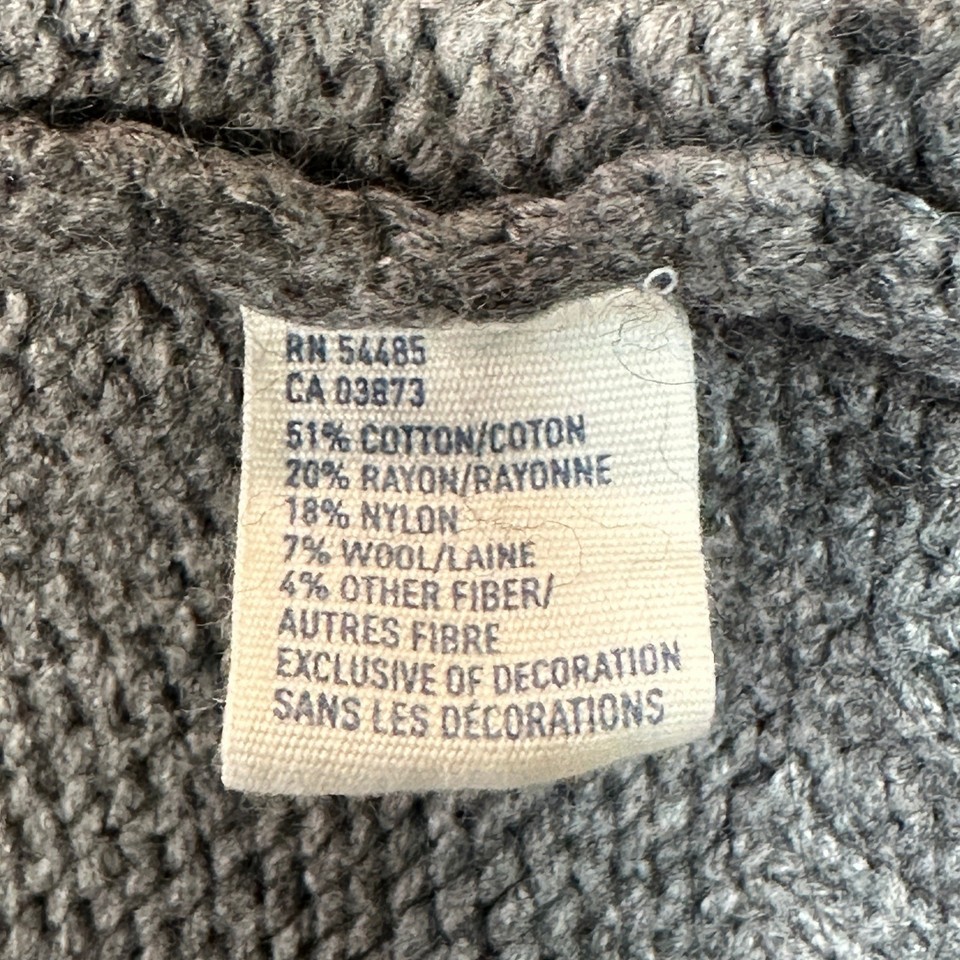 RN 54485
CA 03873
51% COTTON/COTON
20% RAYON/RAYONNE
18% NYLON
7% WOOL/LAINE
4% OTHER FIBER/
AUTRES FIBRE
EXCLUSIVE OF DECORATION
SANS LES DÉCORATIONS